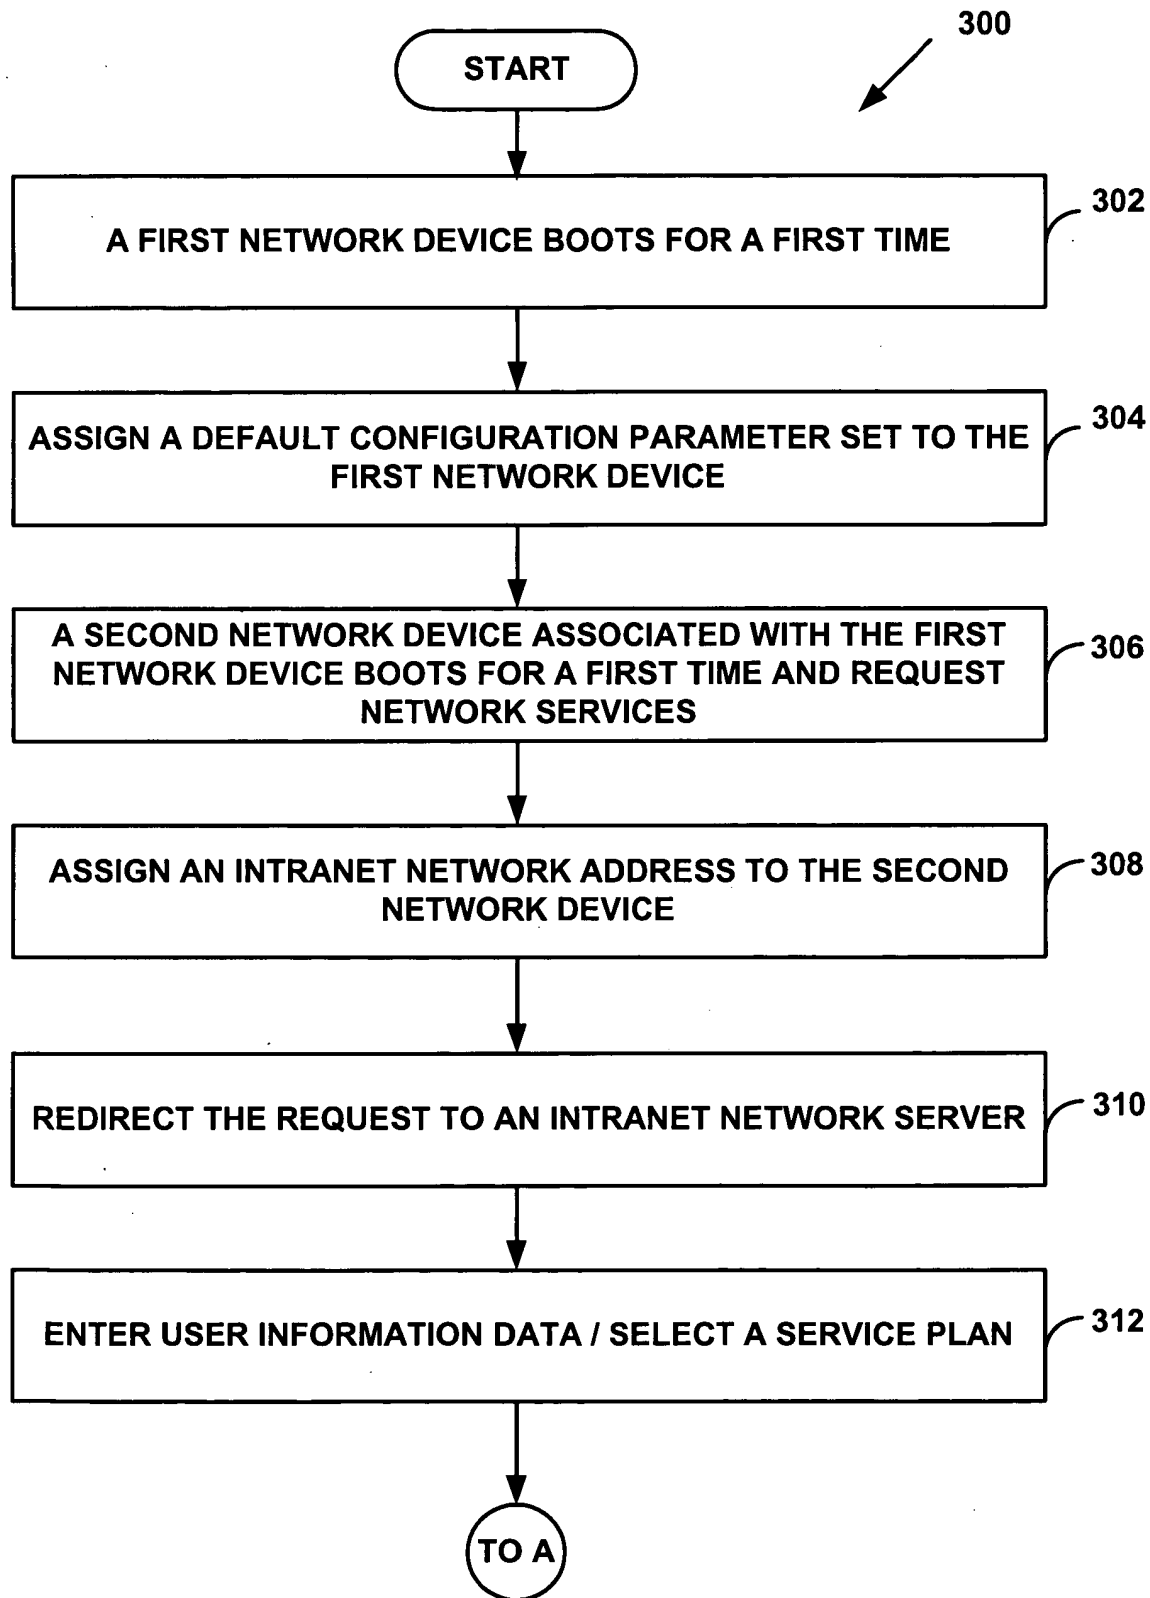 300
START
A FIRST NETWORK DEVICE BOOTS FOR A FIRST TIME
302
ASSIGN A DEFAULT CONFIGURATION PARAMETER SET TO THE
FIRST NETWORK DEVICE
304
A SECOND NETWORK DEVICE ASSOCIATED WITH THE FIRST
NETWORK DEVICE BOOTS FOR A FIRST TIME AND REQUEST
NETWORK SERVICES
306
ASSIGN AN INTRANET NETWORK ADDRESS TO THE SECOND
NETWORK DEVICE
308
REDIRECT THE REQUEST TO AN INTRANET NETWORK SERVER
310
ENTER USER INFORMATION DATA / SELECT A SERVICE PLAN
312
TO A